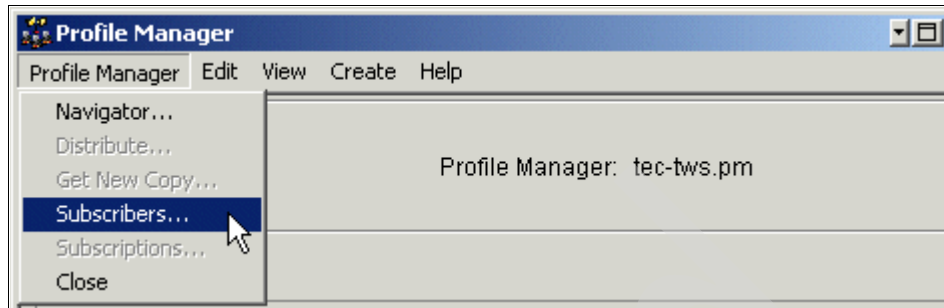 Profile Manager
Profile Manager Edit View Create Help
Navigator...
Distribute...
Get New Copy...
Subscribers...
Subscriptions...
Close
Profile Manager: tec-tws.pm